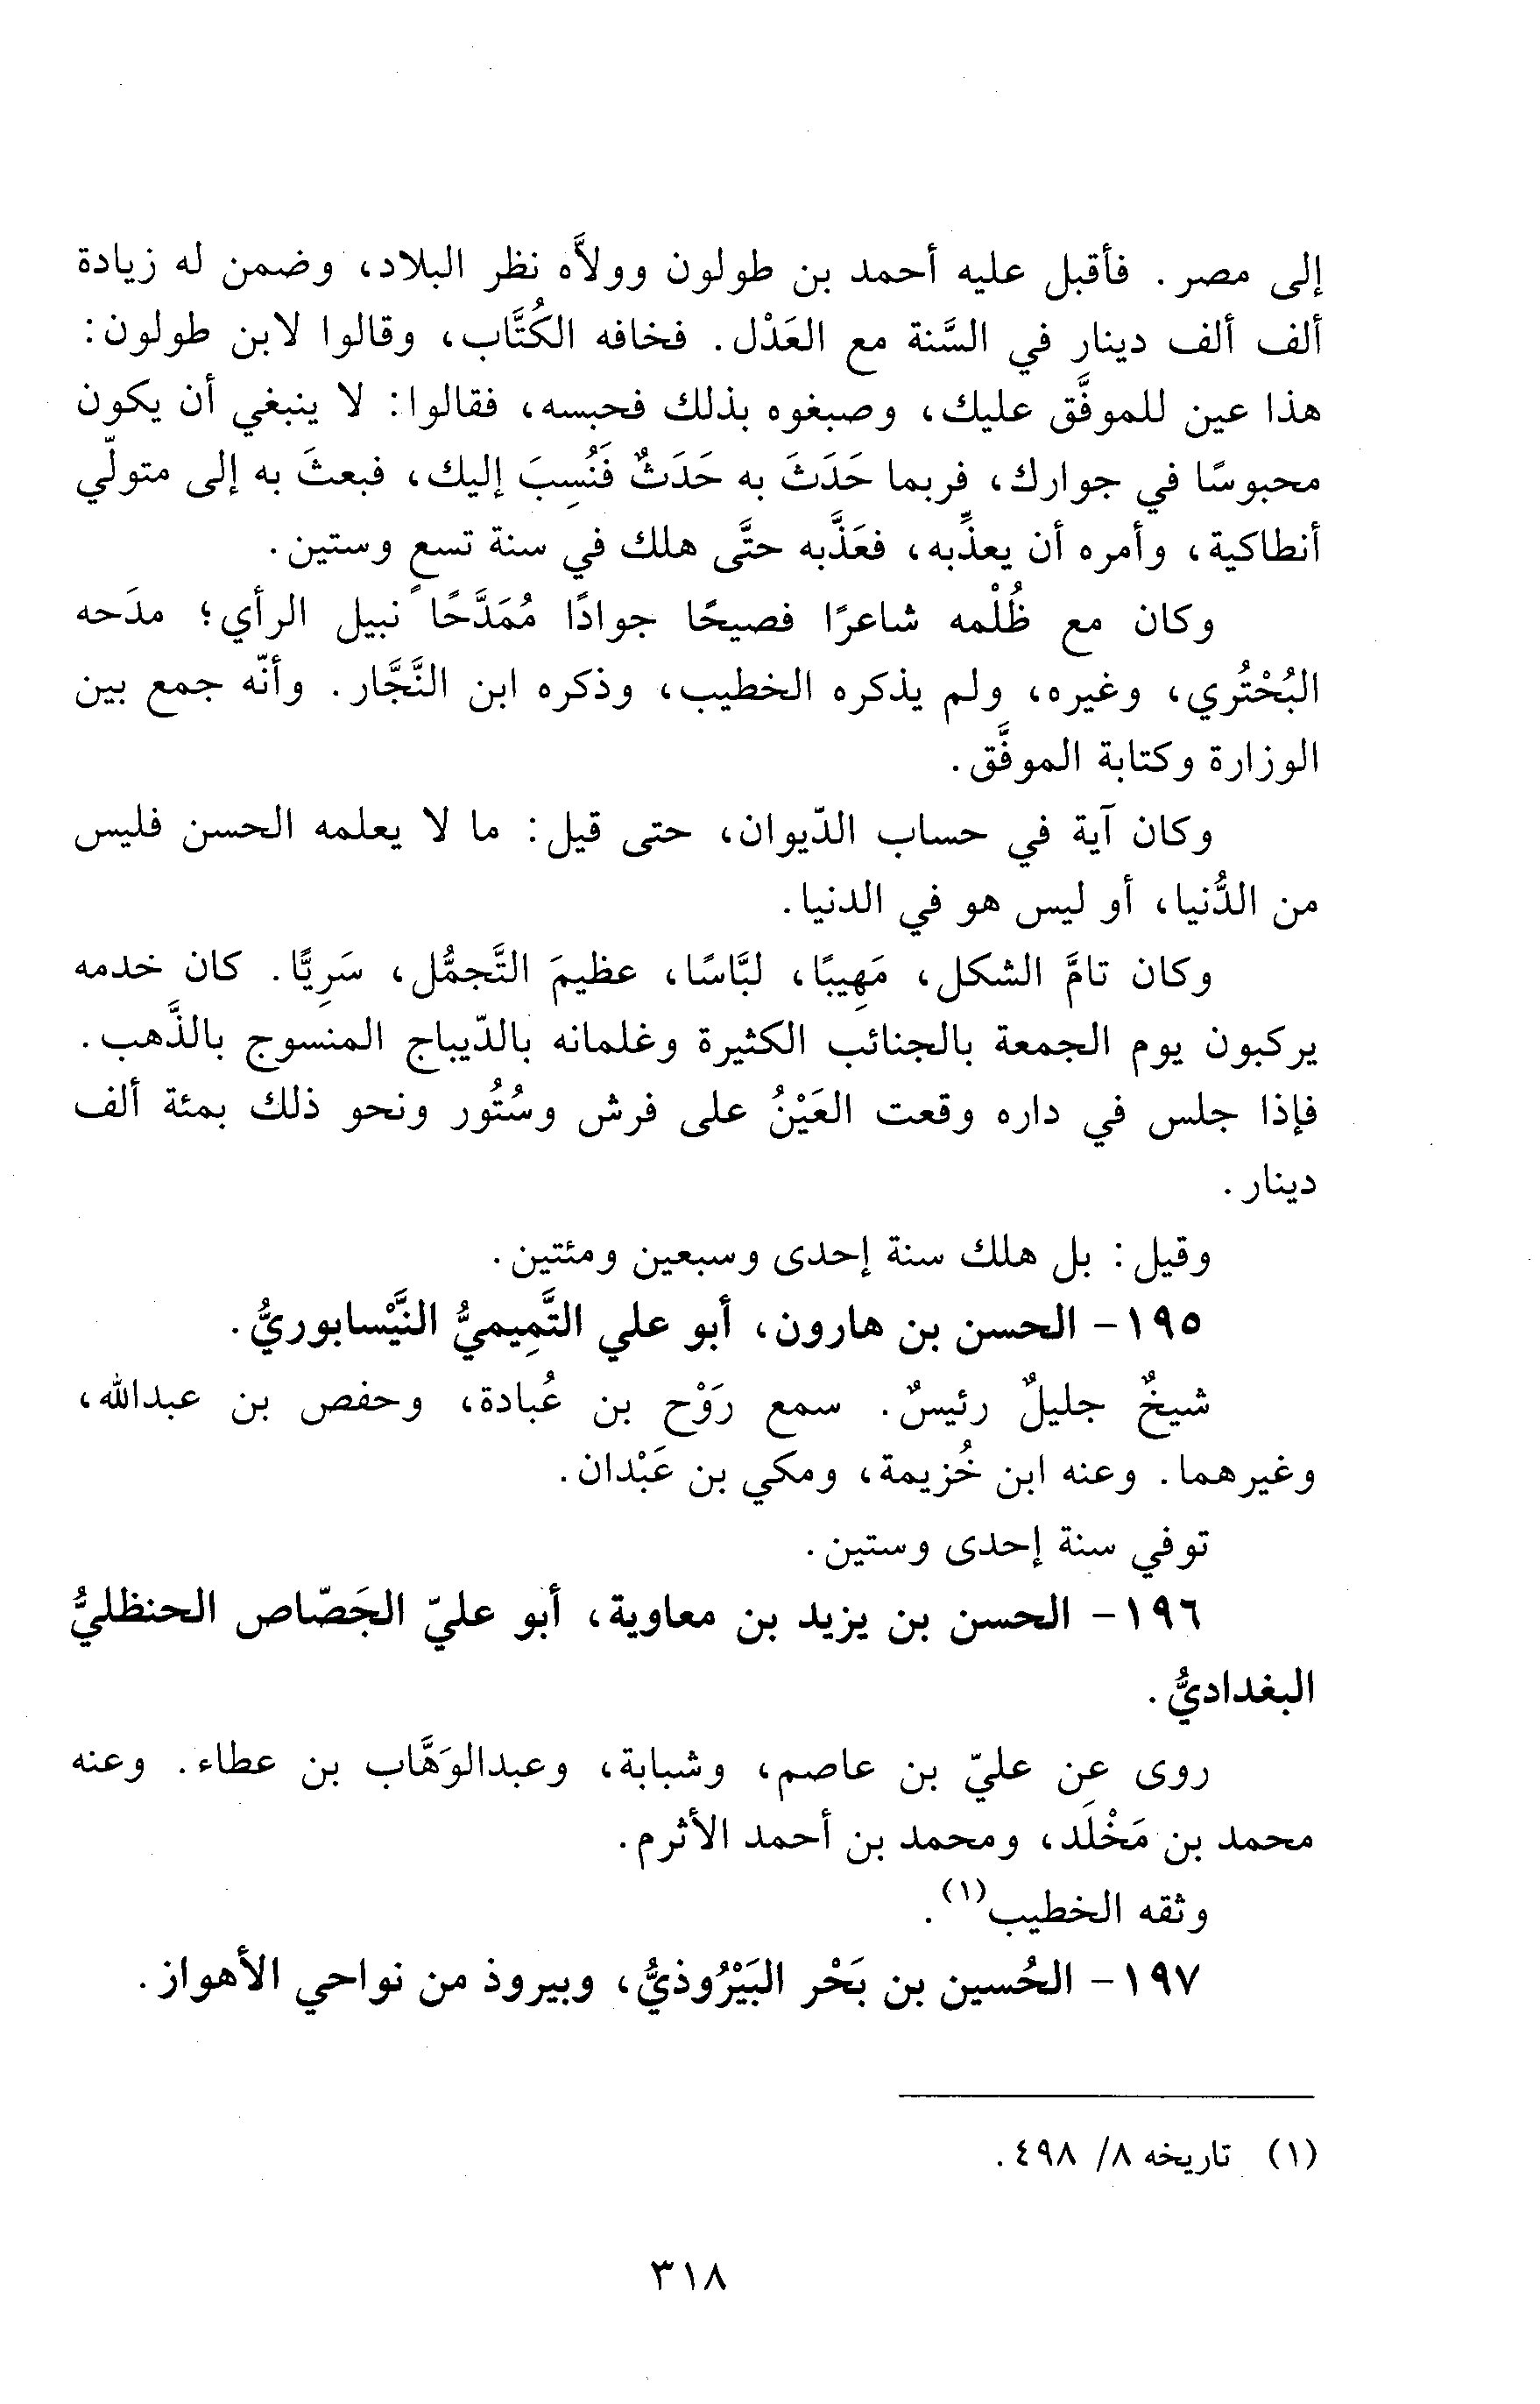 إلى مصر. فأقبل عليه أحمد بن طولون وولاَّه نظر البلاد، وضمن له زيادة
ألف ألف دينار في السَّنة مع العَدْل. فخافه الكُتَّاب، وقالوا لابن طولون:
هذا عين للموفَّق عليك، وصبغوه بذلك فحبسه، فقالوا: لا ينبغي أن يكون
محبوسًا في جوارك، فربما حَدَثَ به حَدَثٌ فَنُسِبَ إليك، فبعثَ به إلى متولّي
أنطاكية، وأمره أن يعذِّبه، فعَذَّبه حتَّى هلك في سنة تسعٍ وستين.
وكان مع ظُلْمه شاعرًا فصيحًا جوادًا مُمَدَّحًا نبيل الرأي؛ مدَحه
البُحْتُري، وغيره، ولم يذكره الخطيب، وذكره ابن النَّجَّار. وأنّه جمع بين
الوزارة وكتابة الموفَّق.
وكان آية في حساب الدّيوان، حتى قيل: ما لا يعلمه الحسن فليس
من الدُّنيا، أو ليس هو في الدنيا.
وكان تامَّ الشكل، مَهِيبًا، لبَّاسًا، عظيمَ التَّجمُّل، سَرِيًّا. كان خدمه
يركبون يوم الجمعة بالجنائب الكثيرة وغلمانه بالدّيباج المنسوج بالذَّهب.
فإذا جلس في داره وقعت العَيْنُ على فرش وسُتُور ونحو ذلك بمئة ألف
دينار.
وقيل: بل هلك سنة إحدى وسبعين ومئتين.
١٩٥- الحسن بن هارون، أبو علي التَّمِيميُّ النَّيْسابوريُّ.
شيخٌ جليلٌ رئيسٌ. سمع رَوْح بن عُبادة، وحفص بن عبدالله،
وغيرهما. وعنه ابن خُزيمة، ومكي بن عَبْدان.
توفي سنة إحدى وستين.
١٩٦- الحسن بن يزيد بن معاوية، أبو عليّ الجَصّاص الحنظليُّ
البغداديُّ.
روى عن عليّ بن عاصم، وشبابة، وعبدالوَهَّاب بن عطاء. وعنه
محمد بن مَخْلَد، ومحمد بن أحمد الأثرم.
وثقه الخطيب(١).
١٩٧- الحُسين بن بَحْر البَيْرُوذيُّ، وبيروذ من نواحي الأهواز.
(١) تاريخه ٨/ ٤٩٨.
٣١٨